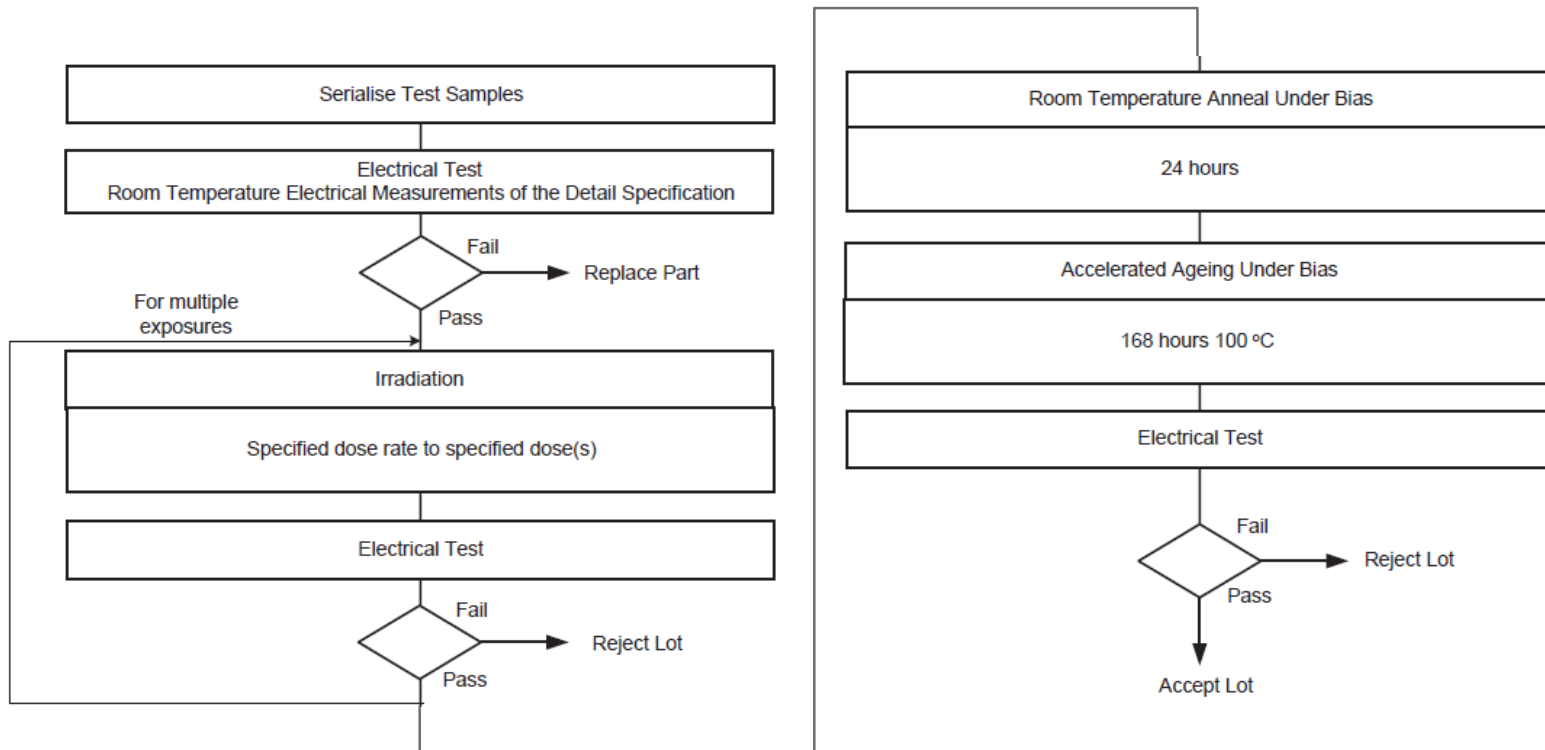 Serialise Test Samples
Electrical Test
Room Temperature Electrical Measurements of the Detail Specification
Fail
Replace Part
Pass
For multiple
exposures
Irradiation
Specified dose rate to specified dose(s)
Electrical Test
Fail
Reject Lot
Pass
Room Temperature Anneal Under Bias
24 hours
Accelerated Ageing Under Bias
168 hours 100 ºC
Electrical Test
Fail
Reject Lot
Pass
Accept Lot